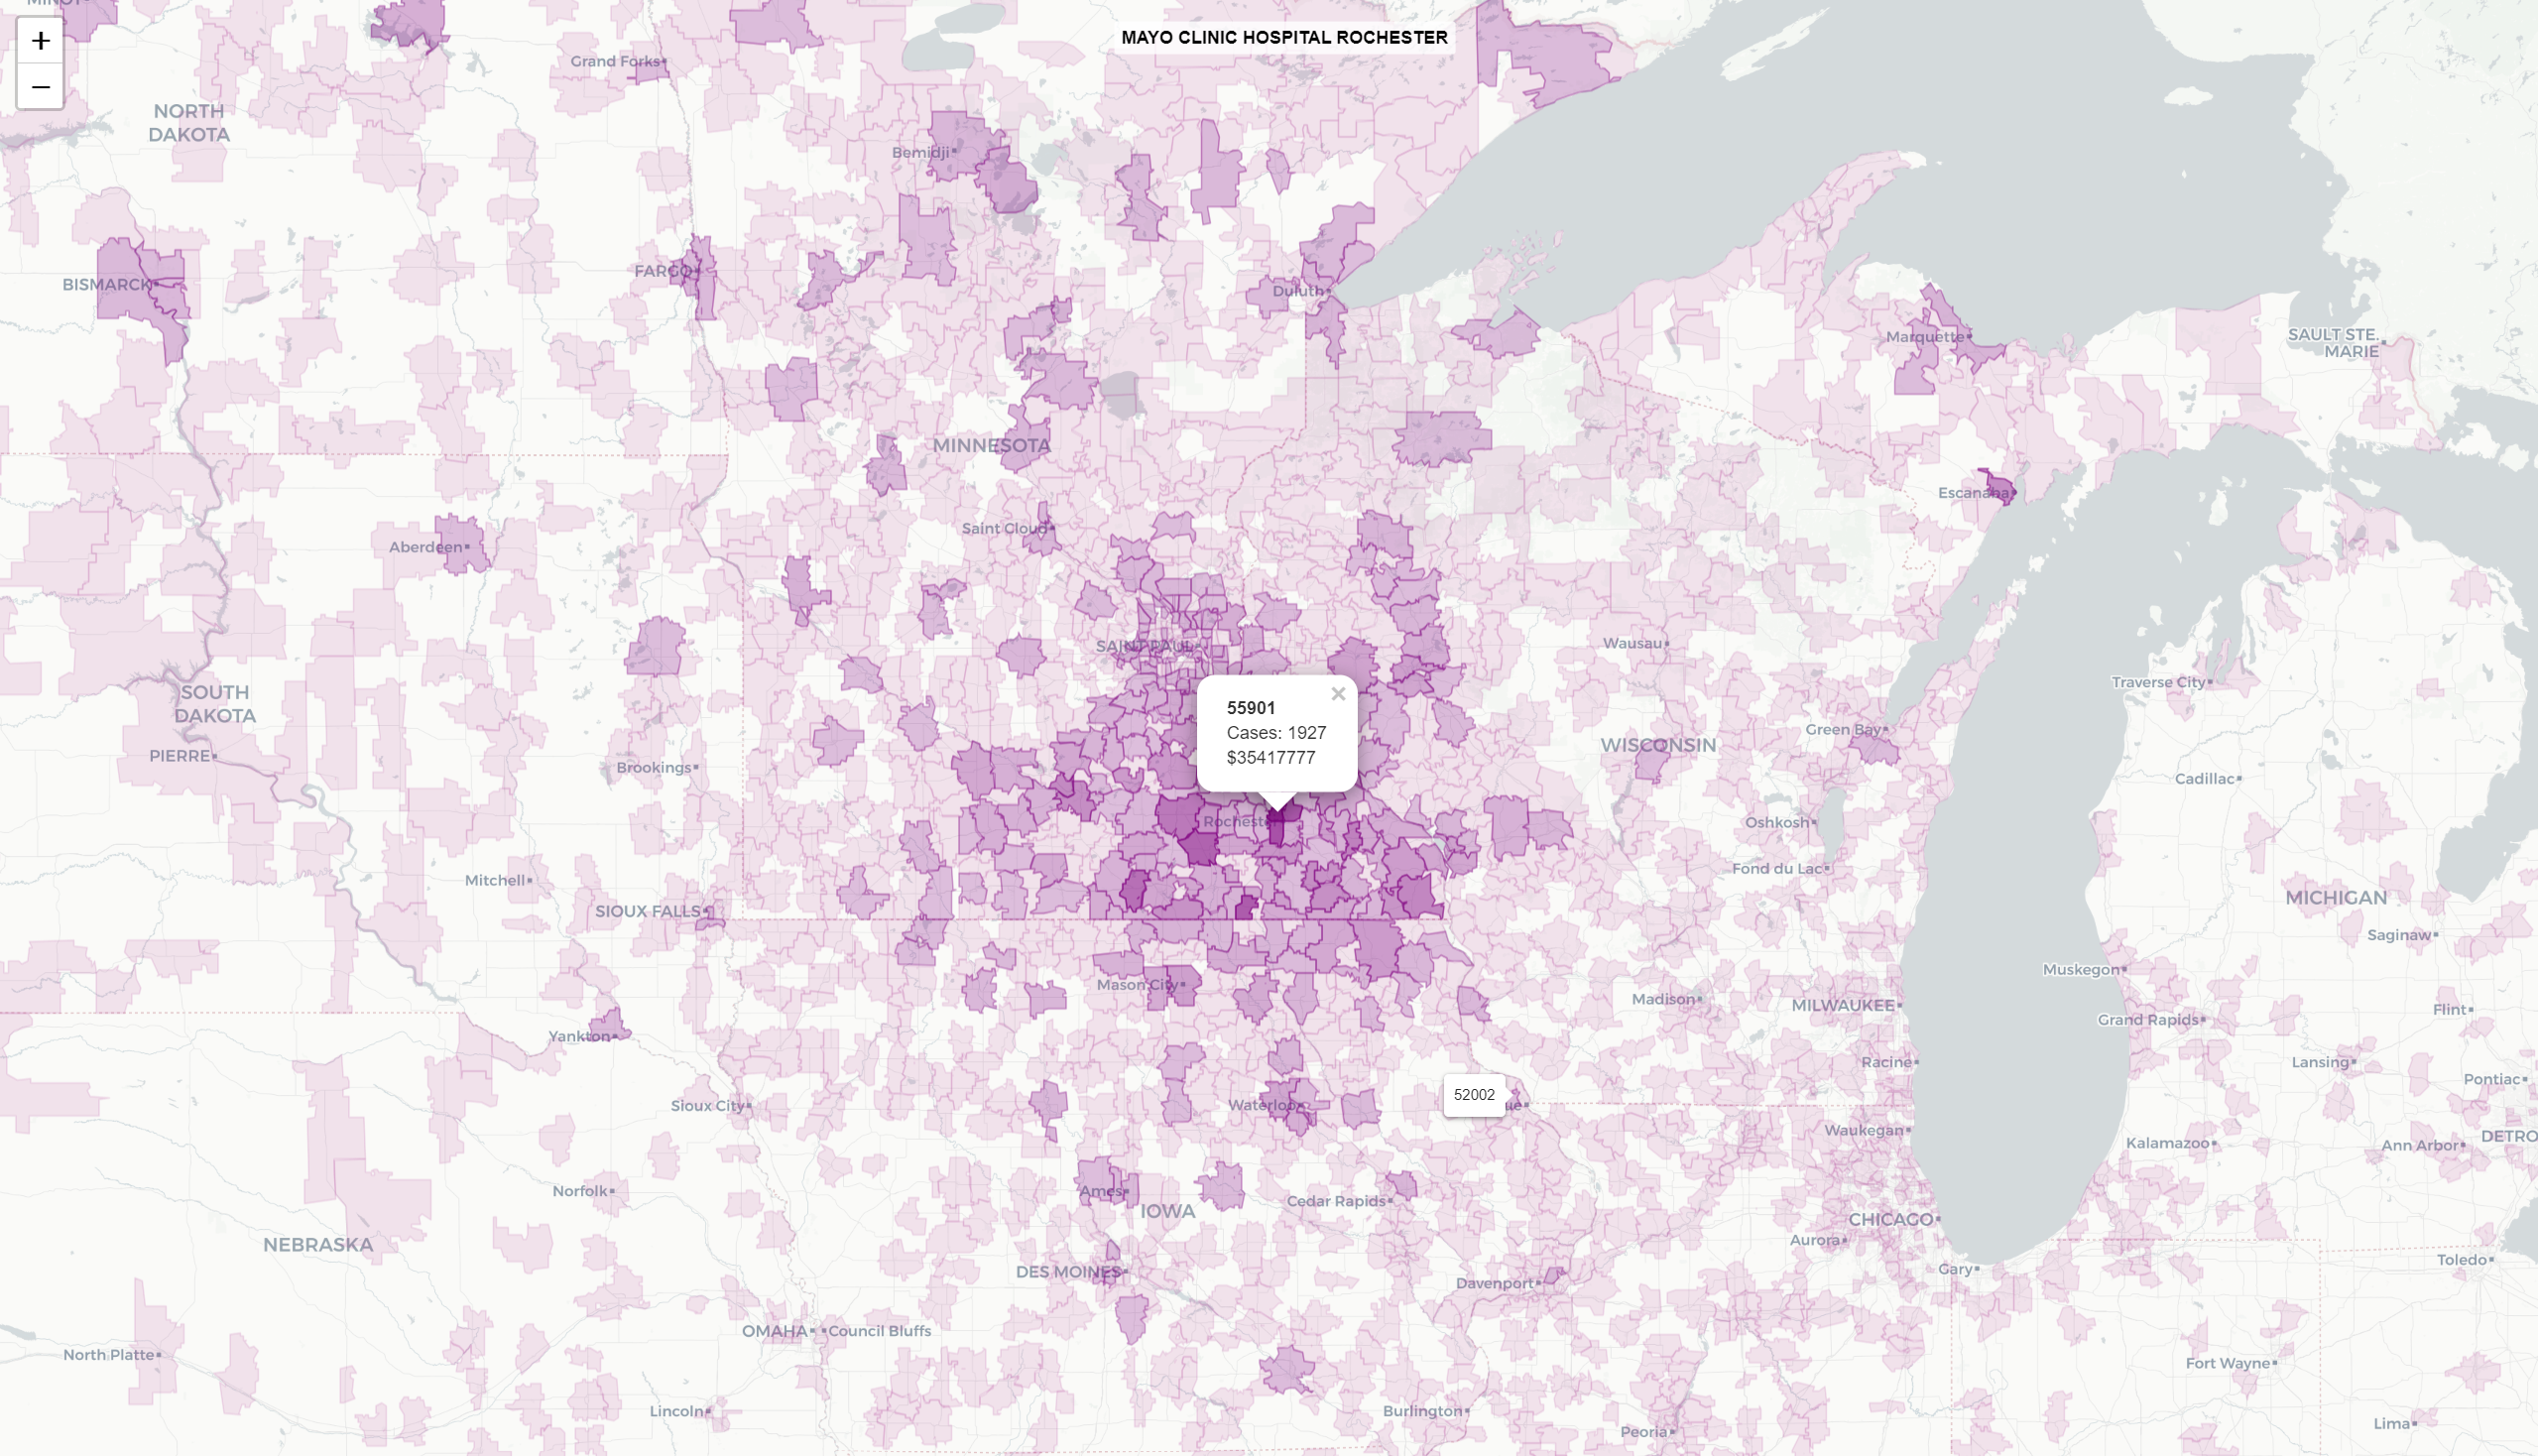 MINOT
+
−
MAYO CLINIC HOSPITAL ROCHESTER
Grand Forks
NORTH
DAKOTA
Bemidji
BISMARCK
FARGO
Duluth
Marquette
SAULT STE.
MARIE
MINNESOTA
Escanaba
Saint Cloud
Aberdeen
SAINT PAUL
Wausau
Traverse City
SOUTH
DAKOTA
55901
×
Cases: 1927
$35417777
PIERRE
Brookings
WISCONSIN
Green Bay
Cadillac
Rochest
Oshkosh
Fond du Lac
Mitchell
MICHIGAN
SIOUX FALLS
Saginaw
Muskegon
Mason City
Madison
MILWAUKEE
Grand Rapids
Flint
Yankton
Racine
Lansing
Pontiac
Sioux City
Waterloo
52002
ue
Waukegan
Kalamazoo
Ann Arbor
DETRO
Norfolk
Ames
Cedar Rapids
IOWA
CHICAGO
NEBRASKA
Aurora
DES MOINES
Davenport
Gary
Toledo
OMAHA
Council Bluffs
North Platte
Fort Wayne
Lincoln
Burlington
Peoria
Lima